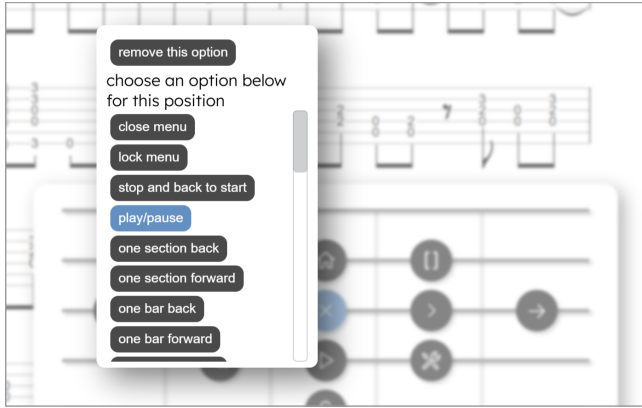 remove this option
choose an option below
for this position
close menu
lock menu
stop and back to start
play/pause
one section back
one section forward
one bar back
one bar forward